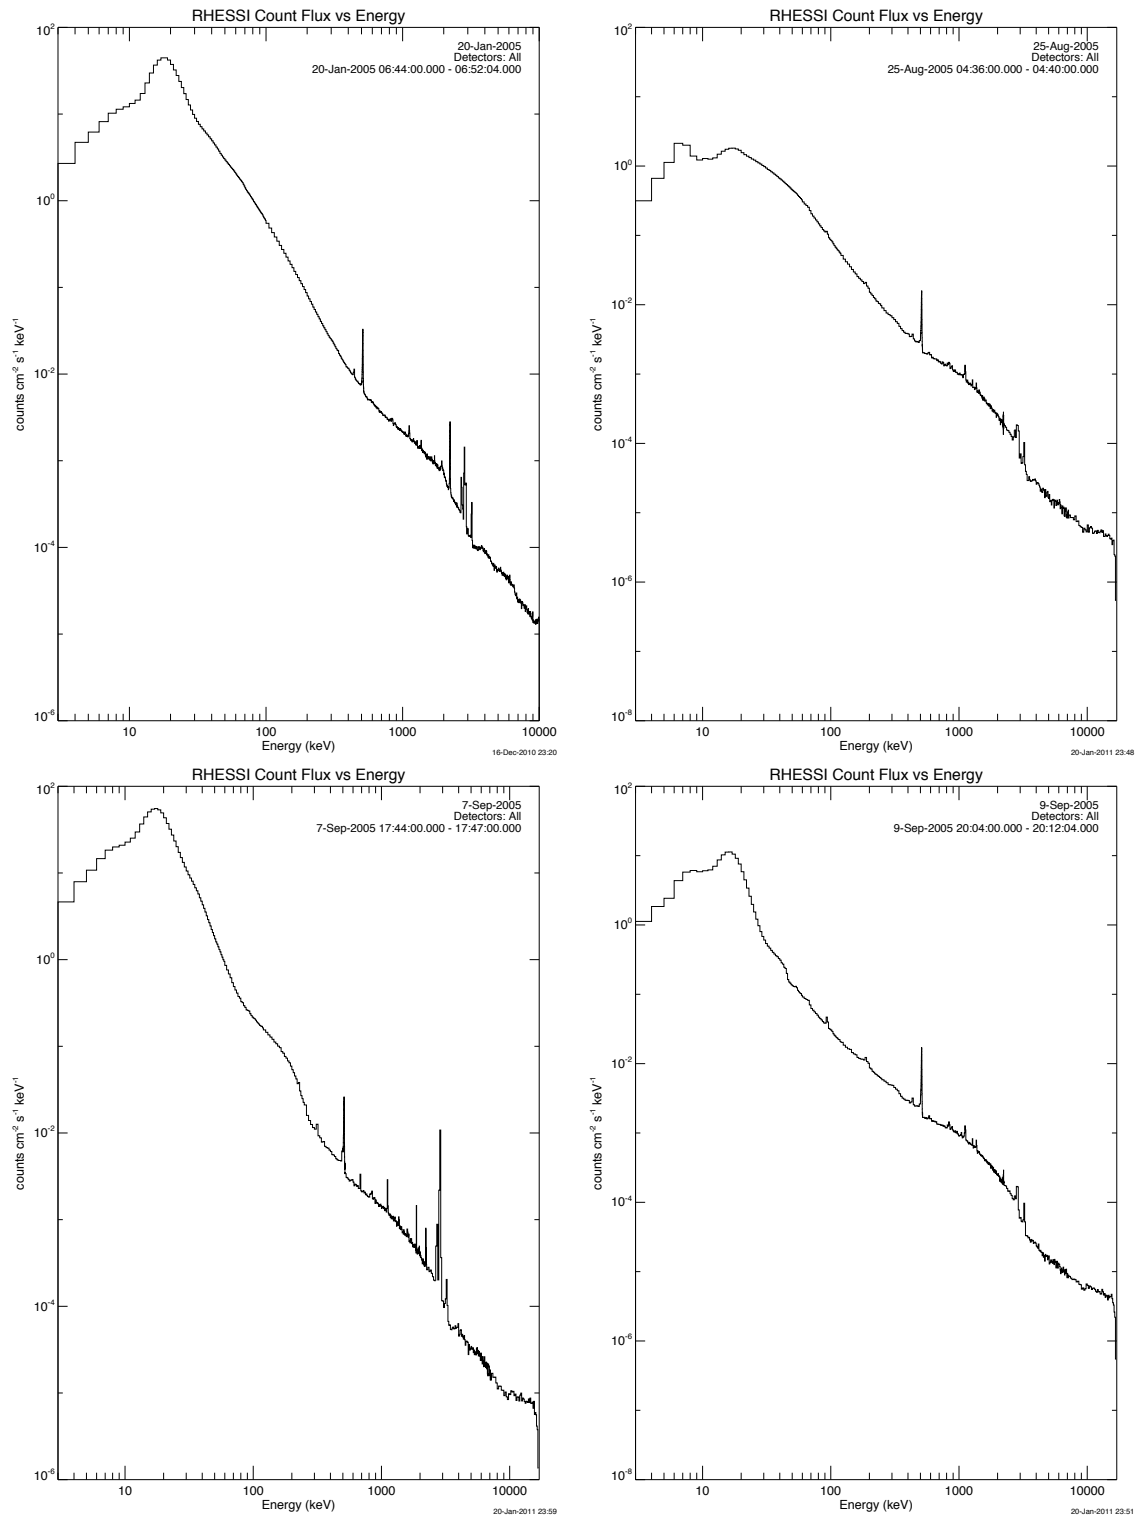 RHESSI Count Flux vs Energy
20-Jan-2005
Detectors: All
20-Jan-2005 06:44:00.000 - 06:52:04.000
10²
10⁰
10⁻²
10⁻⁴
10⁻⁶
counts cm⁻² s⁻¹ keV⁻¹
10 100 1000 10000
Energy (keV)
16-Dec-2010 23:20
RHESSI Count Flux vs Energy
25-Aug-2005
Detectors: All
25-Aug-2005 04:36:00.000 - 04:40:00.000
10²
10⁰
10⁻²
10⁻⁴
10⁻⁶
10⁻⁸
counts cm⁻² s⁻¹ keV⁻¹
10 100 1000 10000
Energy (keV)
20-Jan-2011 23:48
RHESSI Count Flux vs Energy
7-Sep-2005
Detectors: All
7-Sep-2005 17:44:00.000 - 17:47:00.000
10²
10⁰
10⁻²
10⁻⁴
10⁻⁶
counts cm⁻² s⁻¹ keV⁻¹
10 100 1000 10000
Energy (keV)
20-Jan-2011 23:59
RHESSI Count Flux vs Energy
9-Sep-2005
Detectors: All
9-Sep-2005 20:04:00.000 - 20:12:04.000
10²
10⁰
10⁻²
10⁻⁴
10⁻⁶
10⁻⁸
counts cm⁻² s⁻¹ keV⁻¹
10 100 1000 10000
Energy (keV)
20-Jan-2011 23:51